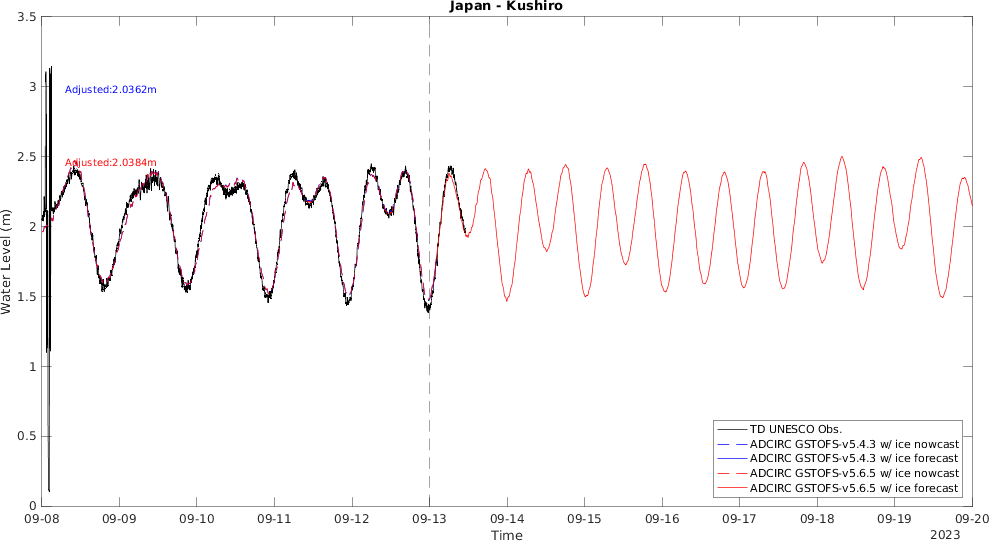 Japan - Kushiro
3.5
3
2.5
2
1.5
1
0.5
0
Water Level (m)
Adjusted:2.0362m
Adjusted:2.0384m
TD UNESCO Obs.
ADCIRC GSTOFS-v5.4.3 w/ ice nowcast
ADCIRC GSTOFS-v5.4.3 w/ ice forecast
ADCIRC GSTOFS-v5.6.5 w/ ice nowcast
ADCIRC GSTOFS-v5.6.5 w/ ice forecast
09-08 09-09 09-10 09-11 09-12 09-13 09-14 09-15 09-16 09-17 09-18 09-19 09-20
Time
2023